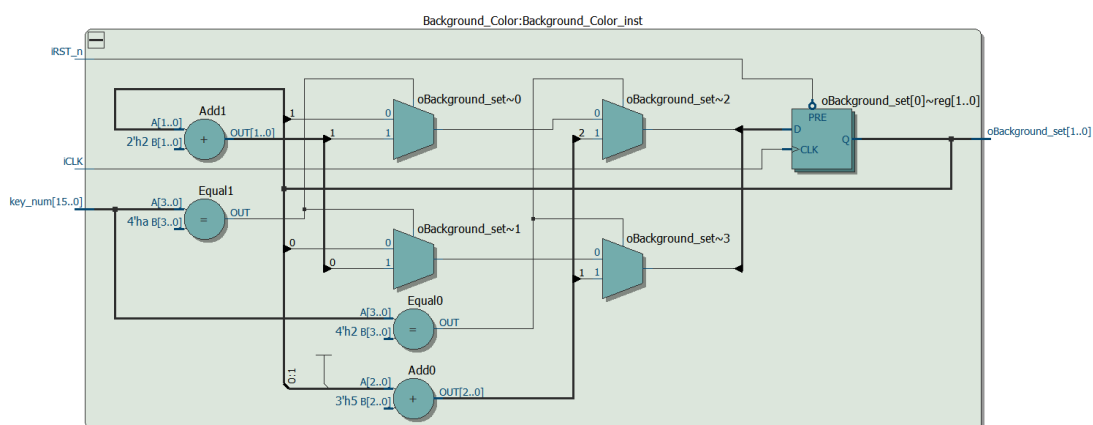 Background_Color:Background_Color_inst
iRST_n
oBackground_set~0
oBackground_set~2
oBackground_set[0]~reg[1..0]
Add1
PRE
A[1..0]
OUT[1..0]
1
0
0
D
2'h2 B[1..0]
+
1
1
2
1
Q
oBackground_set[1..0]
iCLK
>CLK
Equal1
key_num[15..0]
A[3..0]
OUT
4'ha B[3..0]
=
oBackground_set~1
oBackground_set~3
0
0
0
0
1
1
1
Equal0
A[3..0]
OUT
4'h2 B[3..0]
=
0:1
Add0
A[2..0]
OUT[2..0]
3'h5 B[2..0]
+